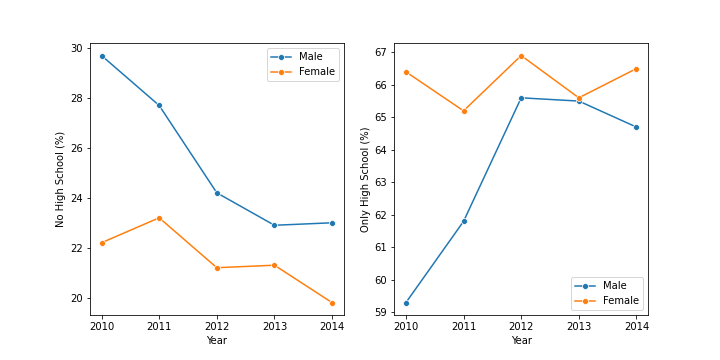 No High School (%)
30
28
26
24
22
20
2010 2011 2012 2013 2014
Year
Male
Female
Only High School (%)
67
66
65
64
63
62
61
60
59
2010 2011 2012 2013 2014
Year
Male
Female